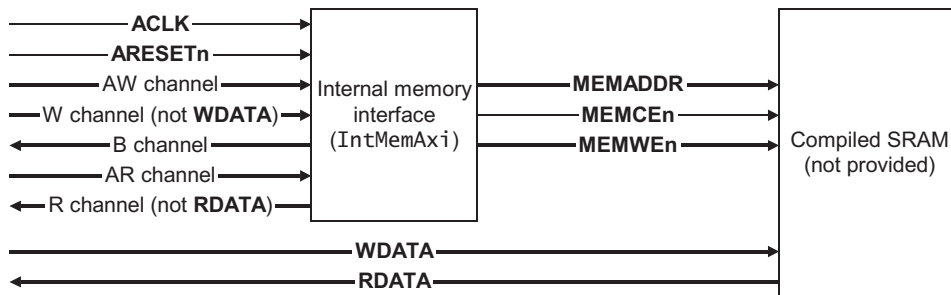 ACLK
ARESETn
AW channel
W channel (not WDATA)
B channel
AR channel
R channel (not RDATA)
Internal memory
interface
(IntMemAxi)
MEMADDR
MEMCEn
MEMWEn
Compiled SRAM
(not provided)
WDATA
RDATA